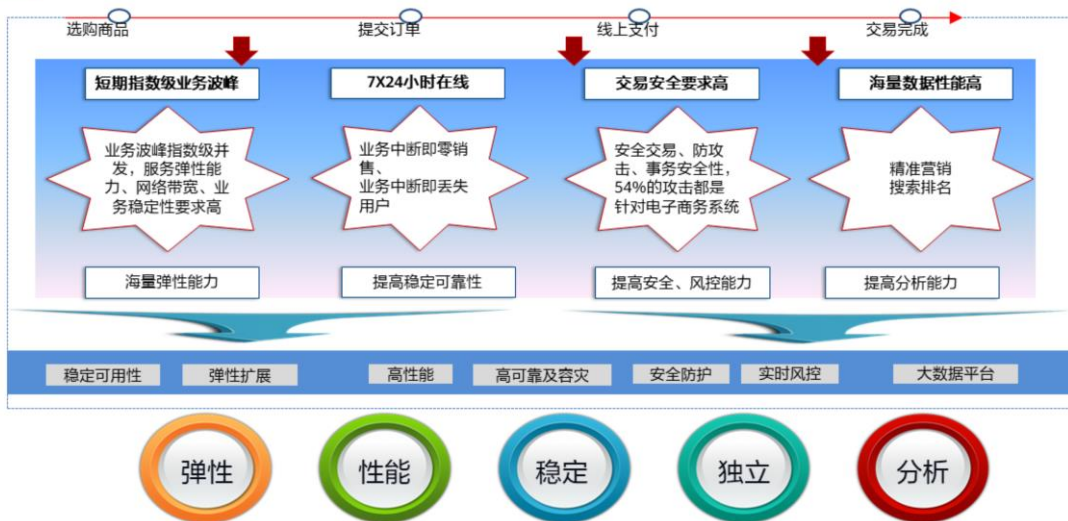 选购商品
提交订单
线上支付
交易完成
短期指数级业务波峰
7X24小时在线
交易安全要求高
海量数据性能高
业务波峰指数级并
发，服务弹性能
力、网络带宽、业
务稳定性要求高
业务中断即零销
售、
业务中断即丢失
用户
安全交易、防攻
击、事务安全性，
54%的攻击都是
针对电子商务系统
精准营销
搜索排名
海量弹性能力
提高稳定可靠性
提高安全、风控能力
提高分析能力
稳定可用性
弹性扩展
高性能
高可靠及容灾
安全防护
实时风控
大数据平台
弹性
性能
稳定
独立
分析